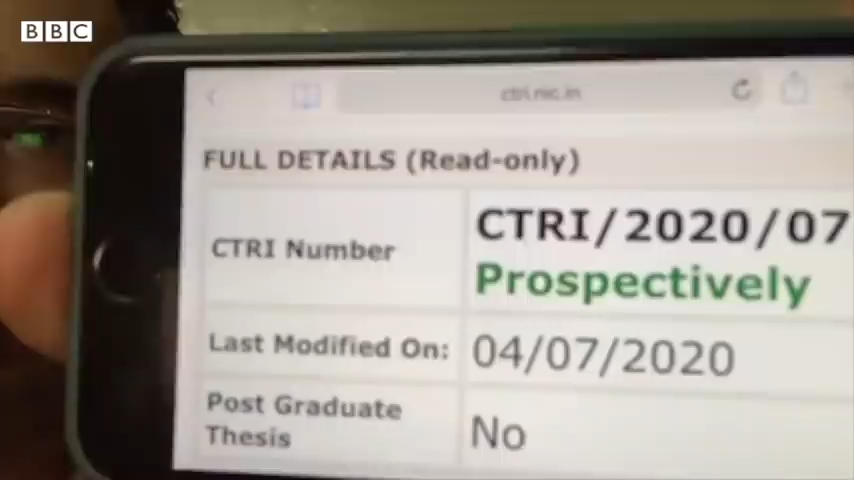 BBC
ctri.nic.in
FULL DETAILS (Read-only)
CTRI Number
CTRI/2020/07
Prospectively
Last Modified On:
04/07/2020
Post Graduate
Thesis
No